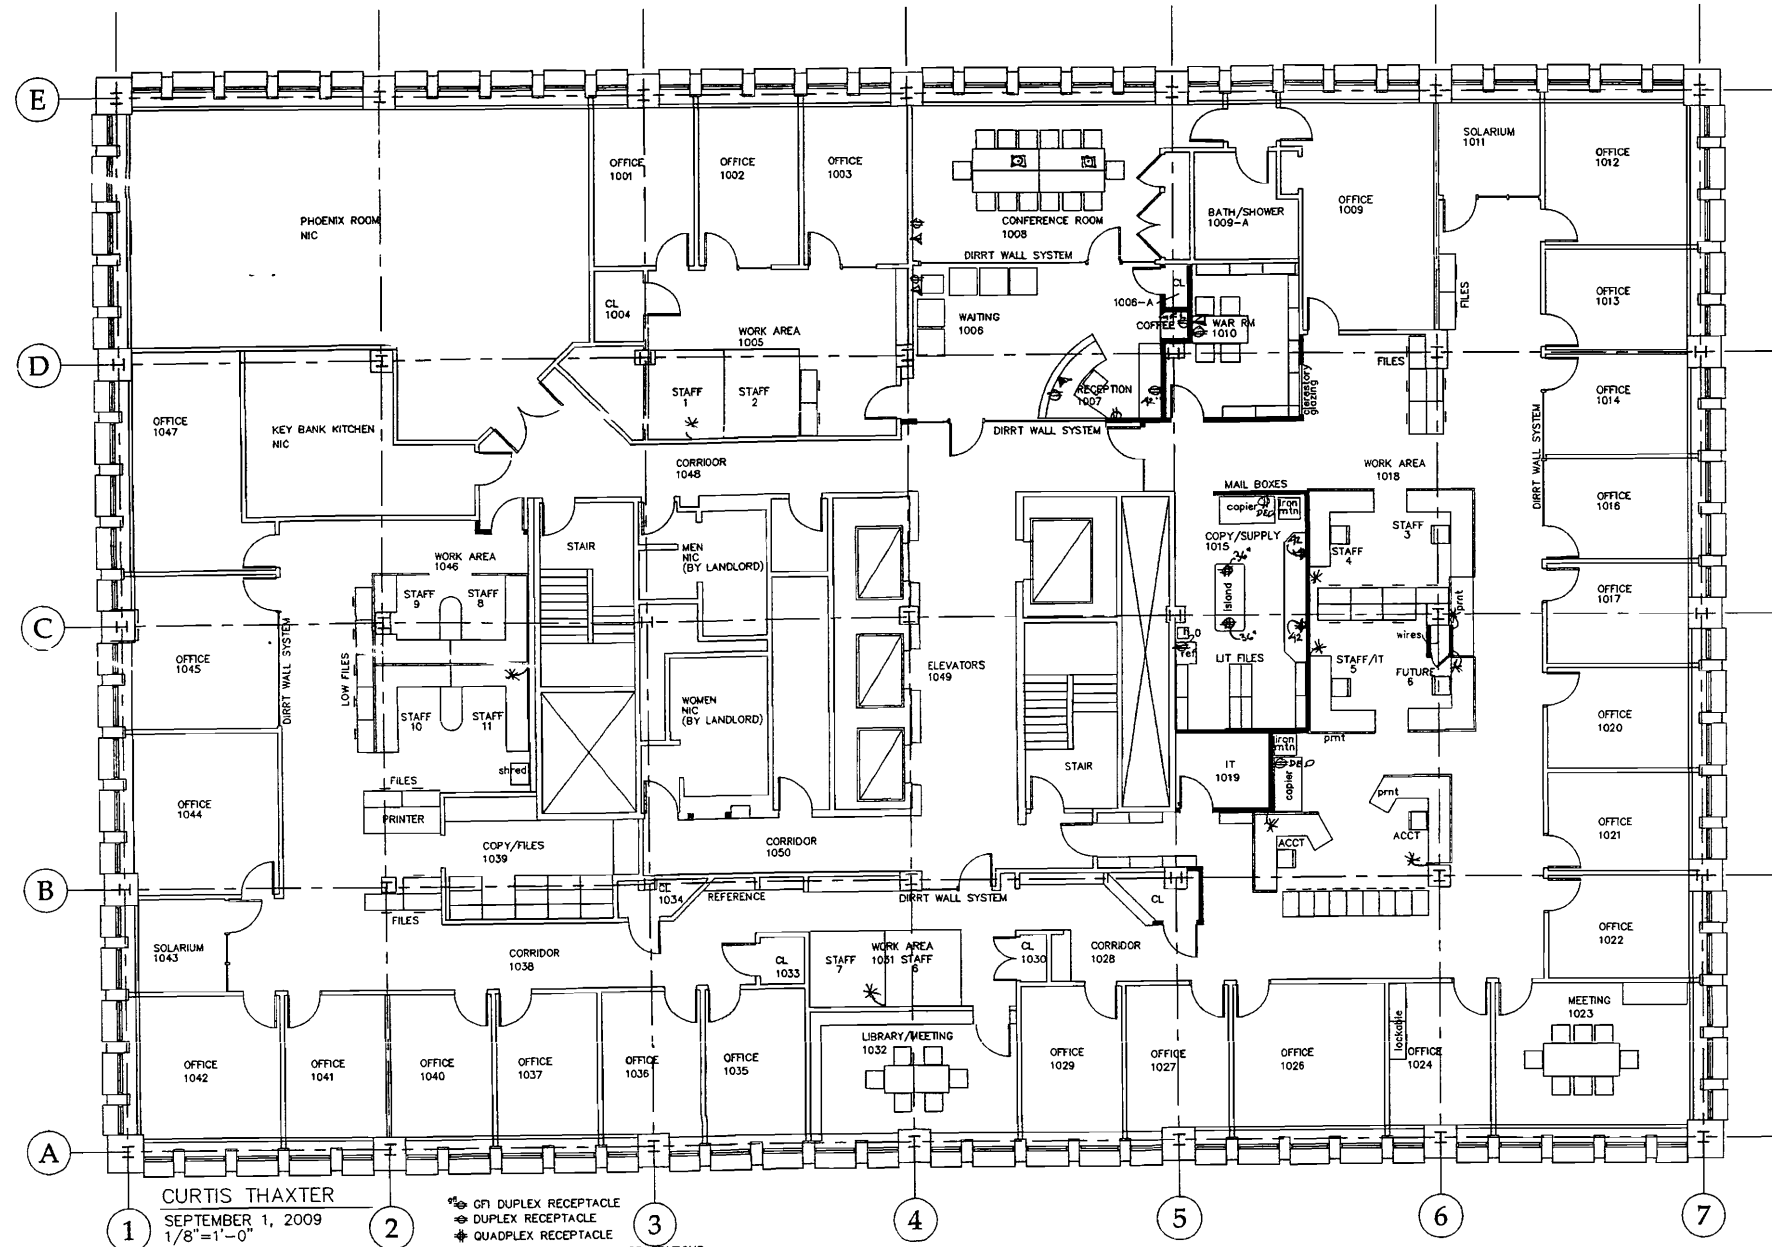 E
OFFICE
1001
OFFICE
1002
OFFICE
1003
CONFERENCE ROOM
1008
BATH/SHOWER
1009-A
OFFICE
1009
SOLARIUM
1011
OFFICE
1012
PHOENIX ROOM
NIC
DIRRT WALL SYSTEM
CL
1004
WORK AREA
1005
WAITING
1006
1006-A
CL
COFFEE
WAR RM
1010
FILES
OFFICE
1013
D
STAFF
1
STAFF
2
RECEPTION
1007
42"
clerestory
glazing
FILES
OFFICE
1014
OFFICE
1047
KEY BANK KITCHEN
NIC
DIRRT WALL SYSTEM
CORRIDOR
1048
WORK AREA
1018
DIRRT WALL SYSTEM
OFFICE
1016
MAIL BOXES
copier
DED
iron
mtn
STAFF
3
STAFF
4
STAIR
MEN
NIC
(BY LANDLORD)
WORK AREA
1046
COPY/SUPPLY
1015
36"
42
STAFF
9
STAFF
8
island
36"
42
OFFICE
1017
prnt
wires
C
OFFICE
1045
DIRRT WALL SYSTEM
LOW FILES
ELEVATORS
1049
ref
LIT FILES
STAFF/IT
5
FUTURE
6
STAFF
10
STAFF
11
WOMEN
NIC
(BY LANDLORD)
OFFICE
1020
shred
STAIR
IT
1019
iron
mtn
DED
copier
prnt
prnt
FILES
PRINTER
OFFICE
1044
COPY/FILES
1039
CORRIDOR
1050
ACCT
ACCT
OFFICE
1021
B
FILES
CL
1034
REFERENCE
DIRRT WALL SYSTEM
CL
OFFICE
1022
SOLARIUM
1043
CORRIDOR
1038
CL
1033
STAFF
7
WORK AREA
1031
STAFF
6
CL
1030
CORRIDOR
1028
OFFICE
1042
OFFICE
1041
OFFICE
1040
OFFICE
1037
OFFICE
1036
OFFICE
1035
LIBRARY/MEETING
1032
OFFICE
1029
OFFICE
1027
OFFICE
1026
lockable
OFFICE
1024
MEETING
1023
A
CURTIS THAXTER
SEPTEMBER 1, 2009
1/8"=1'-0"
gfi GFI DUPLEX RECEPTACLE
DUPLEX RECEPTACLE
QUADPLEX RECEPTACLE
1
2
3
4
5
6
7